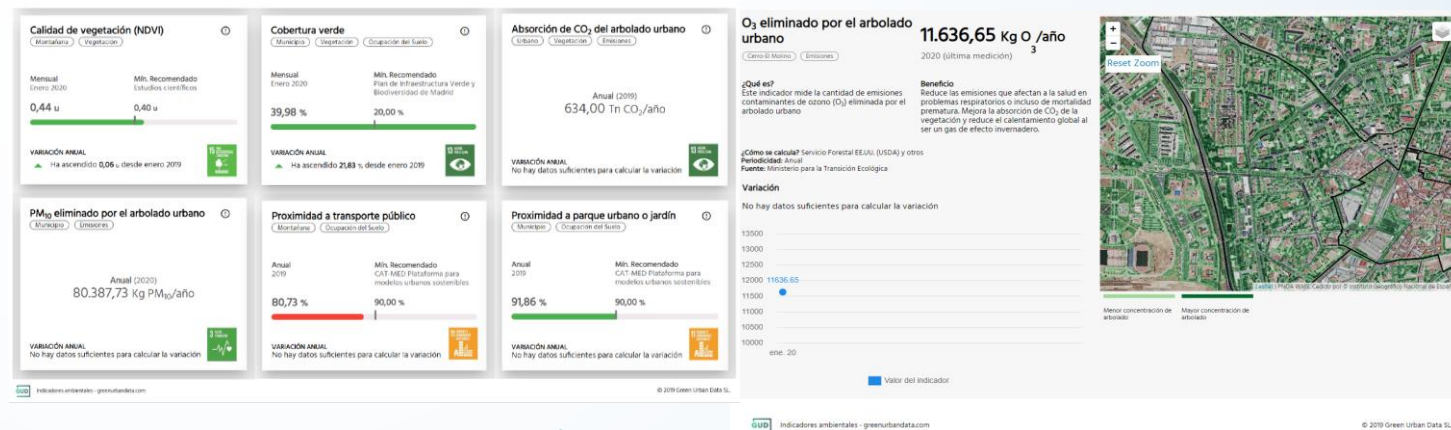 Calidad de vegetación (NDVI)
Montañana Vegetación
Mensual
Enero 2020
0,44 u
Mín. Recomendado
Estudios científicos
0,40 u
VARIACIÓN ANUAL
Ha ascendido 0,06 u desde enero 2019
Cobertura verde
Municipio Vegetación Ocupación del Suelo
Mensual
Enero 2020
39,98 %
Mín. Recomendado
Plan de Infraestructura Verde y
Biodiversidad de Madrid
20,00 %
VARIACIÓN ANUAL
Ha ascendido 21,83 % desde enero 2019
Absorción de CO2 del arbolado urbano
Urbano Vegetación Emisiones
Anual (2019)
634,00 Tn CO2/año
VARIACIÓN ANUAL
No hay datos suficientes para calcular la variación
PM10 eliminado por el arbolado urbano
Municipio Emisiones
Anual (2020)
80.387,73 Kg PM10/año
VARIACIÓN ANUAL
No hay datos suficientes para calcular la variación
Proximidad a transporte público
Montañana Ocupación del Suelo
Anual
2019
80,73 %
Mín. Recomendado
CAT-MED Plataforma para
modelos urbanos sostenibles
90,00 %
VARIACIÓN ANUAL
No hay datos suficientes para calcular la variación
Proximidad a parque urbano o jardín
Municipio Ocupación del Suelo
Anual
2019
91,86 %
Mín. Recomendado
CAT-MED Plataforma para
modelos urbanos sostenibles
90,00 %
VARIACIÓN ANUAL
No hay datos suficientes para calcular la variación
GUD Indicadores ambientales - greenurbandata.com
© 2019 Green Urban Data SL.
O3 eliminado por el arbolado
urbano
Cerro-El Molino Emisiones
11.636,65 Kg O3/año
2020 (última medición)
¿Qué es?
Este indicador mide la cantidad de emisiones
contaminantes de ozono (O3) eliminada por el
arbolado urbano
Beneficio
Reduce las emisiones que afectan a la salud en
problemas respiratorios o incluso de mortalidad
prematura. Mejora la absorción de CO2 de la
vegetación y reduce el calentamiento global al
ser un gas de efecto invernadero.
¿Cómo se calcula? Servicio Forestal EE.UU. (USDA) y otros
Periodicidad: Anual
Fuente: Ministerio para la Transición Ecológica
Variación
No hay datos suficientes para calcular la variación
13500
13000
12500
12000
11636.65
11500
11000
10500
10000
ene. 20
Valor del indicador
+
−
Reset Zoom
Menor concentración de
arbolado
Mayor concentración de
arbolado
GUD Indicadores ambientales - greenurbandata.com
© 2019 Green Urban Data SL.